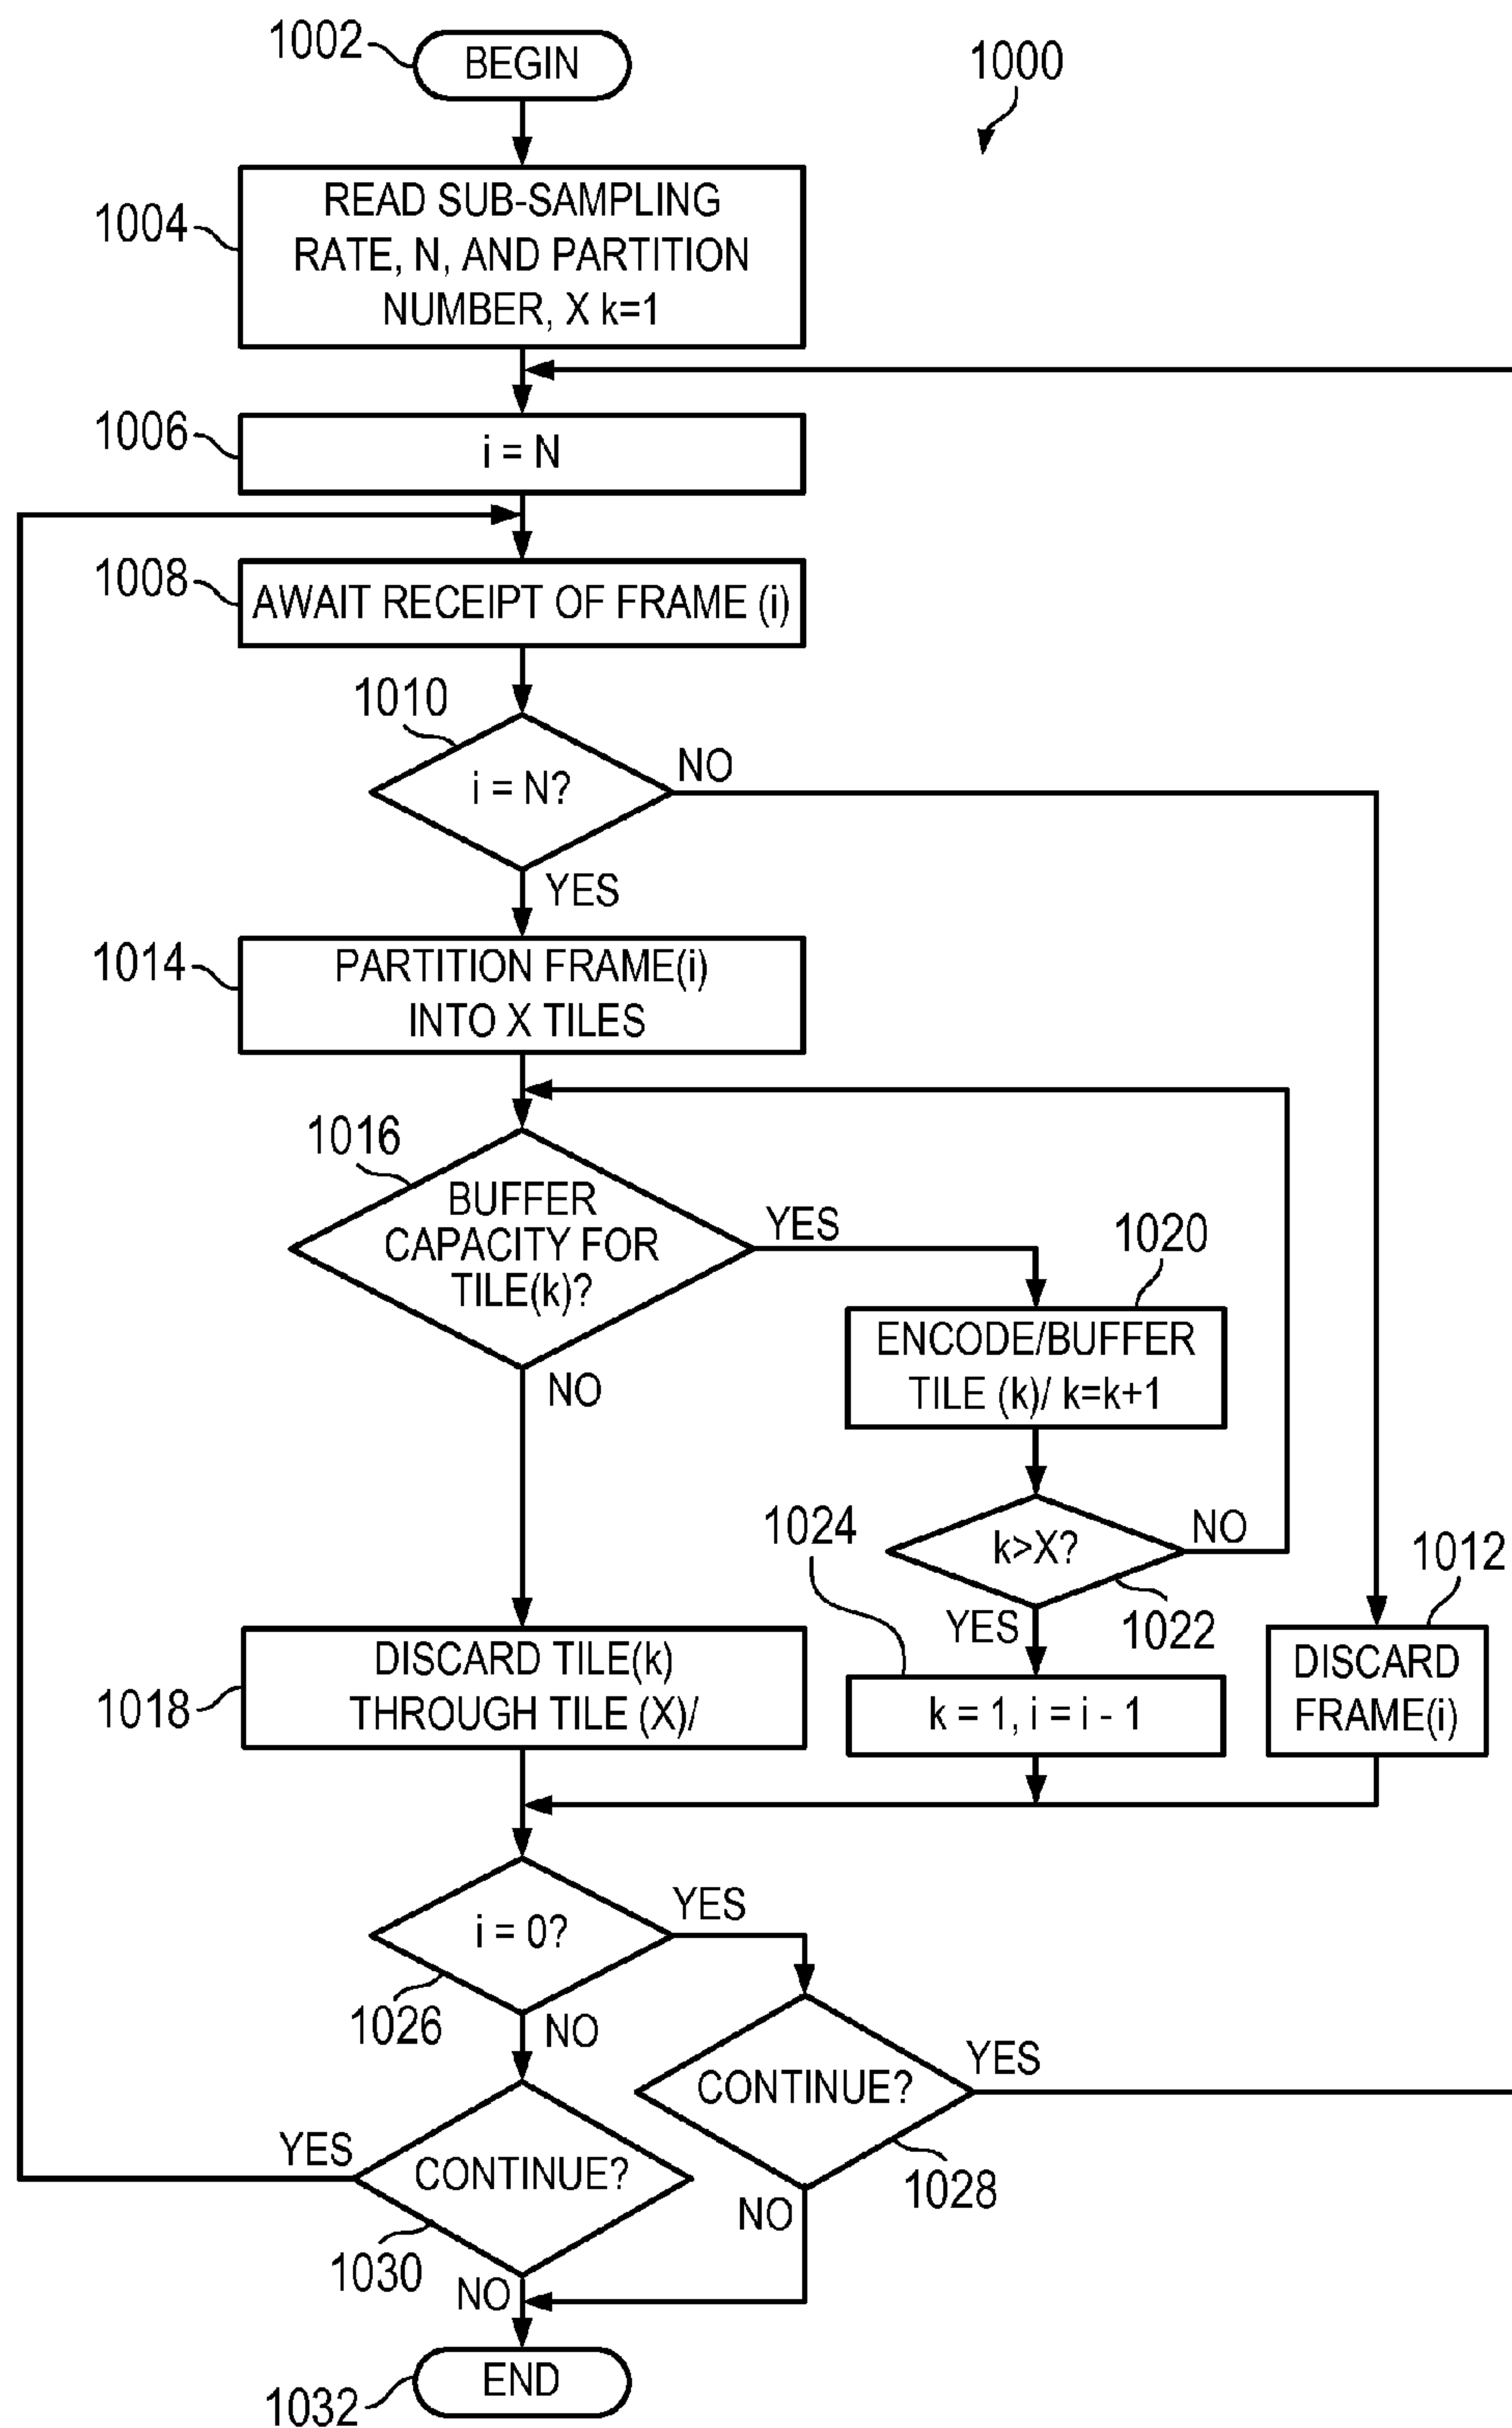 1002
BEGIN
1000
1004
READ SUB-SAMPLING
RATE, N, AND PARTITION
NUMBER, X k=1
1006
i = N
1008
AWAIT RECEIPT OF FRAME (i)
1010
i = N?
NO
YES
1014
PARTITION FRAME(i)
INTO X TILES
1016
BUFFER
CAPACITY FOR
TILE(k)?
YES
NO
1020
ENCODE/BUFFER
TILE (k)/ k=k+1
k>X?
NO
1022
YES
1024
k = 1, i = i - 1
1012
DISCARD
FRAME(i)
1018
DISCARD TILE(k)
THROUGH TILE (X)/
i = 0?
YES
1026
NO
CONTINUE?
YES
1028
NO
CONTINUE?
YES
1030
NO
END
1032